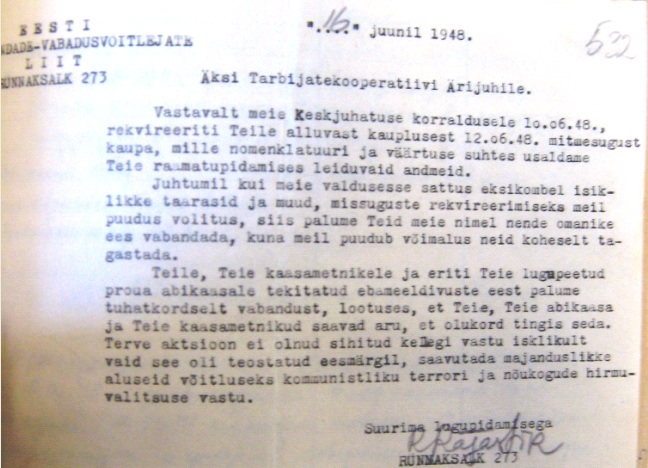 EESTI
NDADE-VABADUSVOITLEJATE
LIIT
RÜNNAKSALK 273
"16" juunil 1948.
532
Äksi Tarbijatekooperatiivi Ärijuhile.
Vastavalt meie Keskjuhatuse korraldusele 10.06.48.,
rekvireeriti Teile alluvast kauplusest 12.06.48. mitmesugust
kaupa, mille nomenklatuuri ja väärtuse suhtes usaldame
Teie raamatupidamises leiduvaid andmeid.
Juhtumil kui meie valdusesse sattus eksikombel isik-
likke taarasid ja muud, missuguste rekvireerimiseks meil
puudus volitus, siis palume Teid meie nimel nende omanike
ees vabandada, kuna meil puudub võimalus neid koheselt ta-
gastada.
Teile, Teie kaasametnikele ja eriti Teie lugupeetud
proua abikaasale tekitatud ebameeldivuste eest palume
tuhatkordselt vabandust, lootuses, et Teie, Teie abikaasa
ja Teie kaasametnikud saavad aru, et olukord tingis seda.
Terve aktsioon ei olnud sihitud kellegi vastu isklikult
vaid see oli teostatud eesmärgil, saavutada majanduslikke
aluseid võitluseks kommunistliku terrori ja nõukogude hirmu-
valitsuse vastu.
Suurima lugupidamisega
RÜNNAKSALK 273